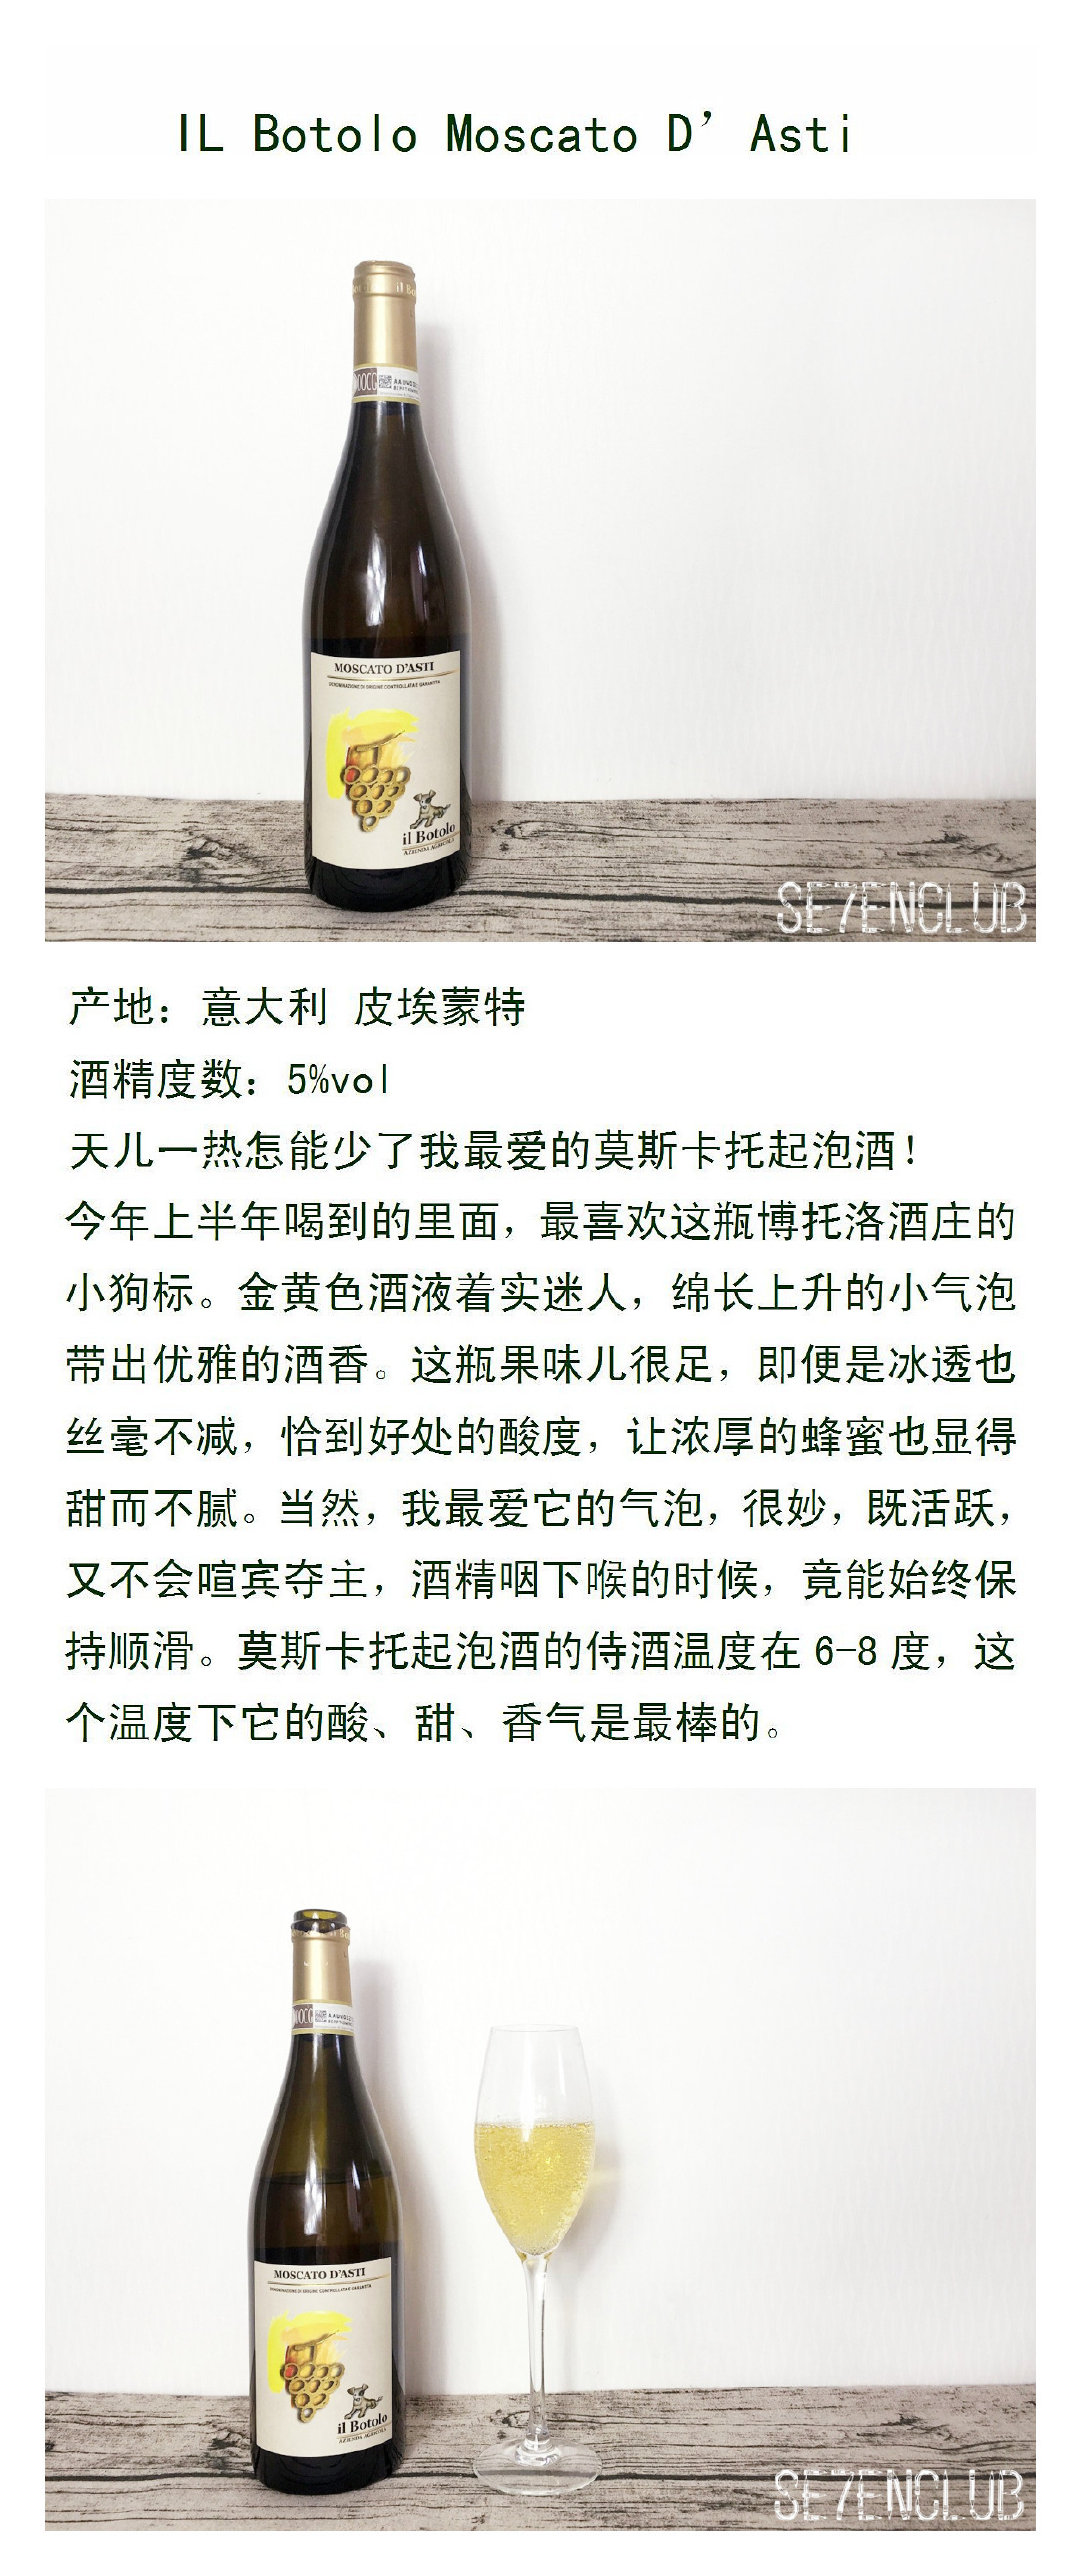 IL Botolo Moscato D’Asti
il Bo
DOCG
MOSCATO D'ASTI
DENOMINAZIONE DI ORIGINE CONTROLLATA E GARANTITA
il Botolo
AZIENDA AGRICOLA
SE7ENCLUB
产地：意大利 皮埃蒙特
酒精度数：5%vol
天儿一热怎能少了我最爱的莫斯卡托起泡酒！
今年上半年喝到的里面，最喜欢这瓶博托洛酒庄的
小狗标。金黄色酒液着实迷人，绵长上升的小气泡
带出优雅的酒香。这瓶果味儿很足，即便是冰透也
丝毫不减，恰到好处的酸度，让浓厚的蜂蜜也显得
甜而不腻。当然，我最爱它的气泡，很妙，既活跃，
又不会喧宾夺主，酒精咽下喉的时候，竟能始终保
持顺滑。莫斯卡托起泡酒的侍酒温度在 6-8 度，这
个温度下它的酸、甜、香气是最棒的。
DOCG
MOSCATO D'ASTI
DENOMINAZIONE DI ORIGINE CONTROLLATA E GARANTITA
il Botolo
AZIENDA AGRICOLA
SE7ENCLUB